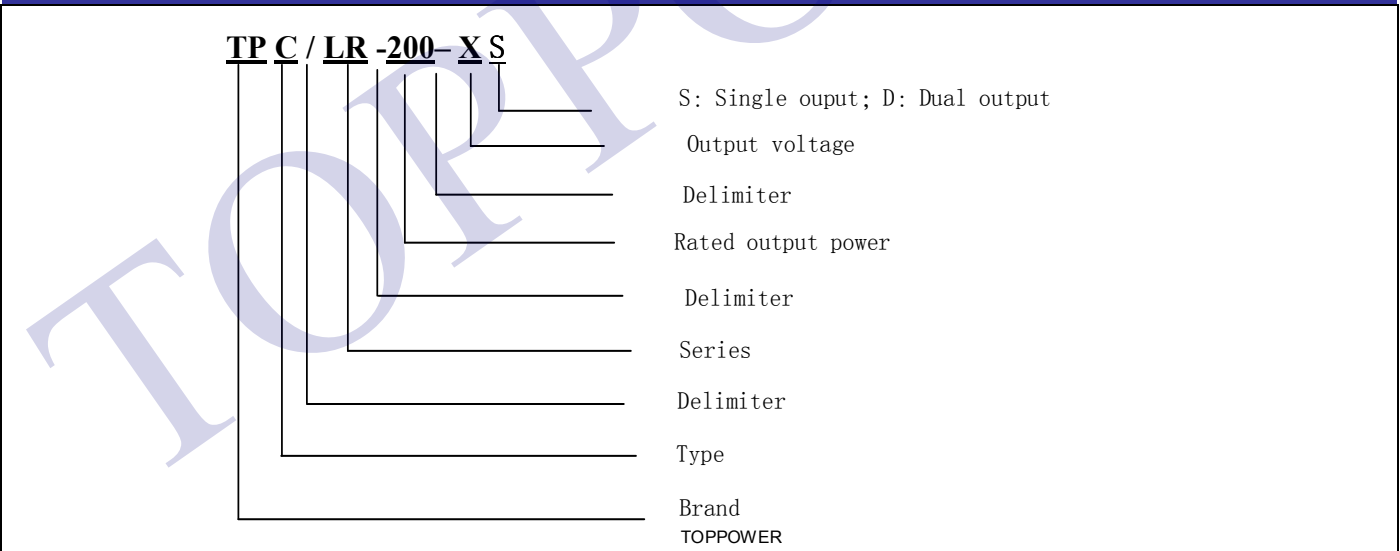 TP C / LR -200– X S
S: Single ouput; D: Dual output
Output voltage
Delimiter
Rated output power
Delimiter
Series
Delimiter
Type
Brand
TOPPOWER